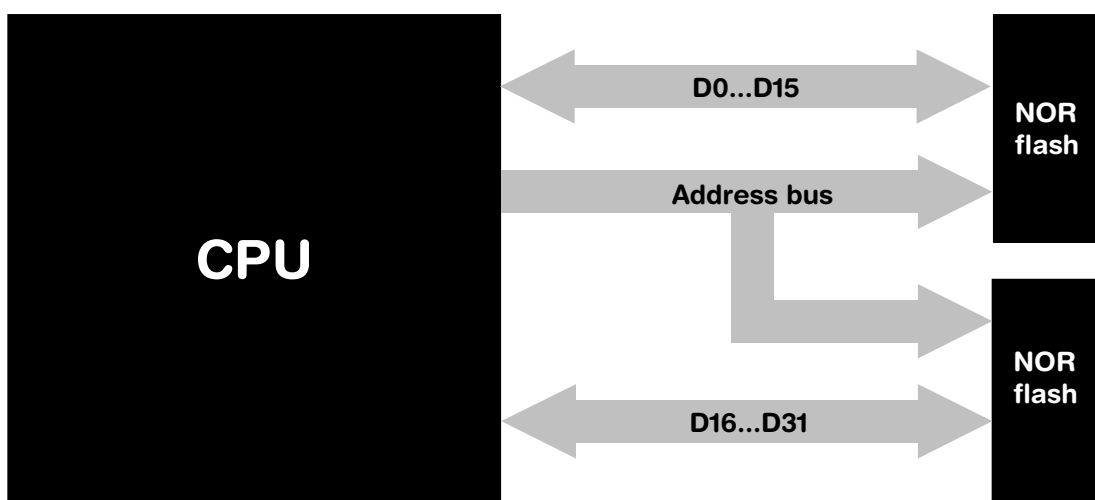 D0...D15
NOR
flash
Address bus
CPU
NOR
flash
D16...D31